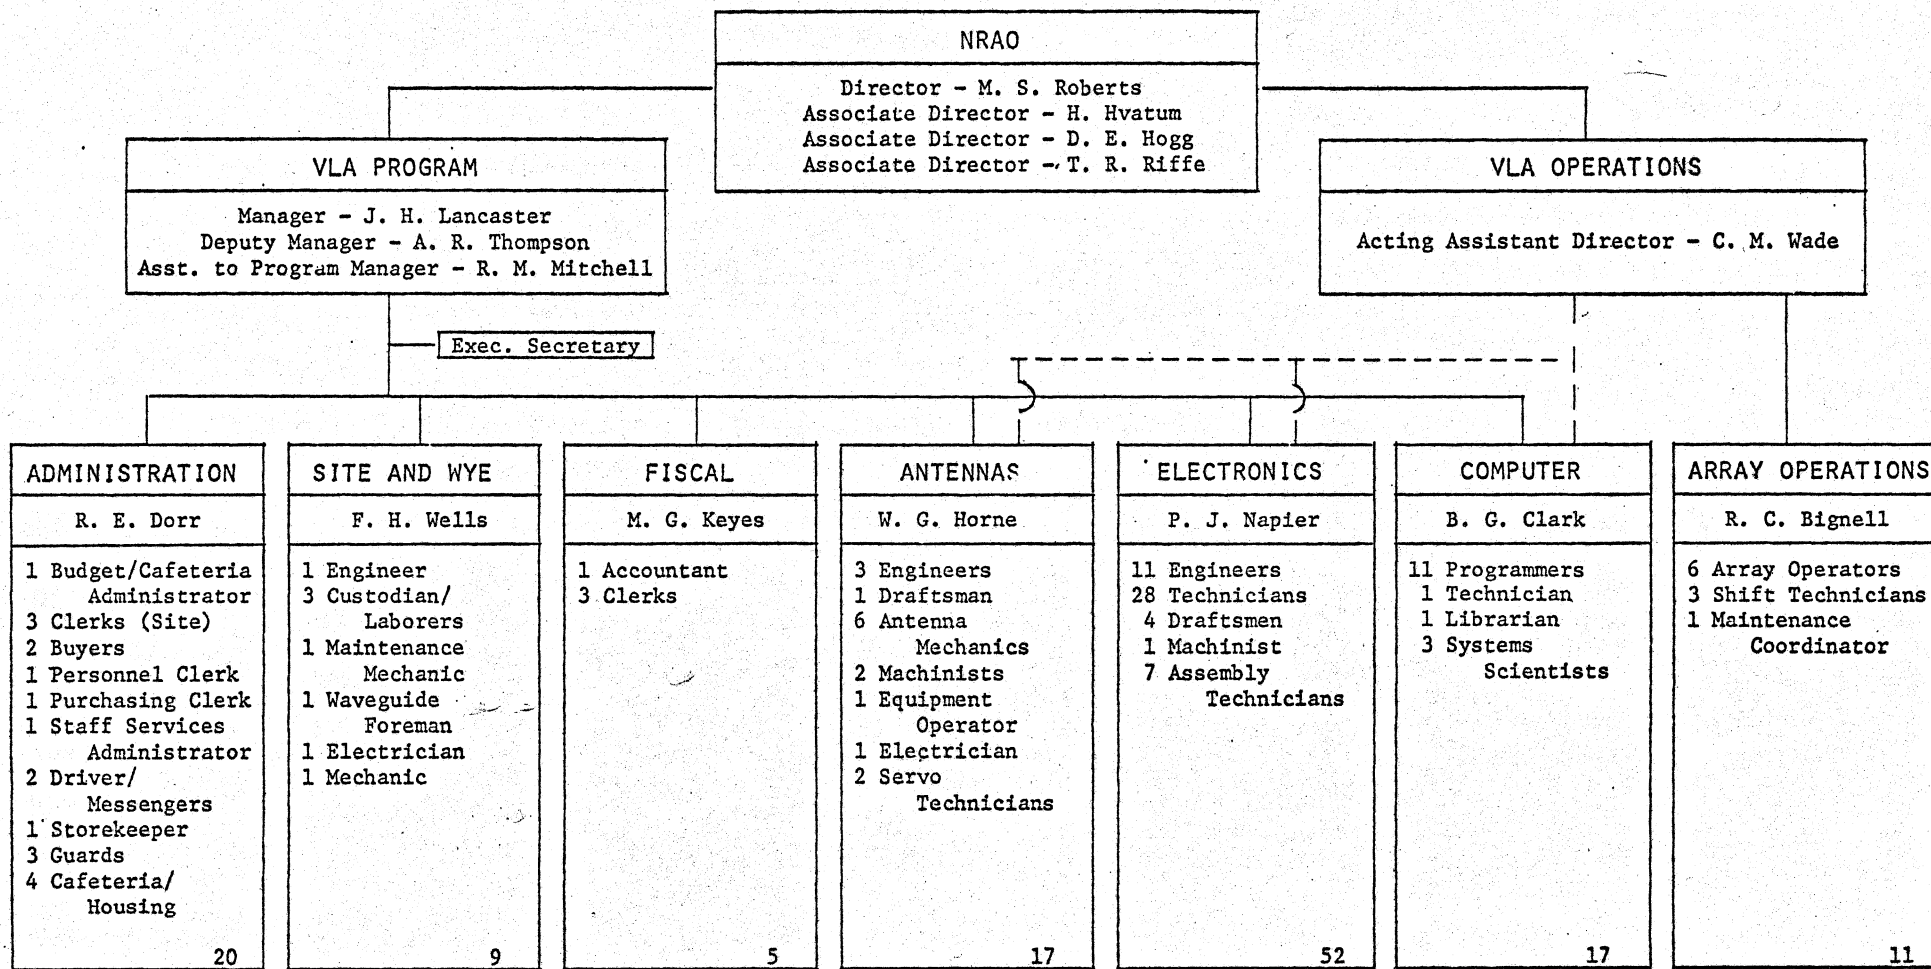 NRAO
Director - M. S. Roberts
Associate Director - H. Hvatum
Associate Director - D. E. Hogg
Associate Director - T. R. Riffe
VLA PROGRAM
Manager - J. H. Lancaster
Deputy Manager - A. R. Thompson
Asst. to Program Manager - R. M. Mitchell
VLA OPERATIONS
Acting Assistant Director - C. M. Wade
Exec. Secretary
ADMINISTRATION
R. E. Dorr
1 Budget/Cafeteria
Administrator
3 Clerks (Site)
2 Buyers
1 Personnel Clerk
1 Purchasing Clerk
1 Staff Services
Administrator
2 Driver/
Messengers
1 Storekeeper
3 Guards
4 Cafeteria/
Housing
20
SITE AND WYE
F. H. Wells
1 Engineer
3 Custodian/
Laborers
1 Maintenance
Mechanic
1 Waveguide
Foreman
1 Electrician
1 Mechanic
9
FISCAL
M. G. Keyes
1 Accountant
3 Clerks
5
ANTENNAS
W. G. Horne
3 Engineers
1 Draftsman
6 Antenna
Mechanics
2 Machinists
1 Equipment
Operator
1 Electrician
2 Servo
Technicians
17
ELECTRONICS
P. J. Napier
11 Engineers
28 Technicians
4 Draftsmen
1 Machinist
7 Assembly
Technicians
52
COMPUTER
B. G. Clark
11 Programmers
1 Technician
1 Librarian
3 Systems
Scientists
17
ARRAY OPERATIONS
R. C. Bignell
6 Array Operators
3 Shift Technicians
1 Maintenance
Coordinator
11